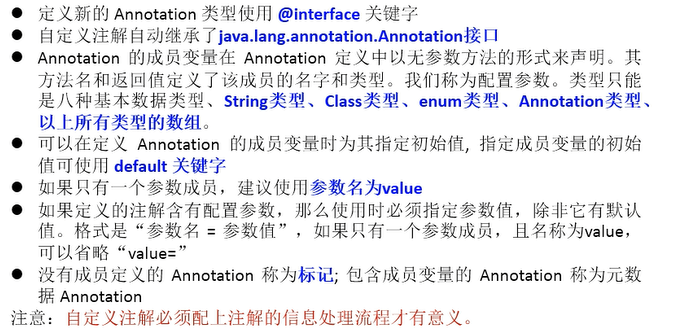 ● 定义新的 Annotation 类型使用 @interface 关键字
● 自定义注解自动继承了java.lang.annotation.Annotation接口
● Annotation 的成员变量在 Annotation 定义中以无参数方法的形式来声明。其
方法名和返回值定义了该成员的名字和类型。我们称为配置参数。类型只能
是八种基本数据类型、String类型、Class类型、enum类型、Annotation类型、
以上所有类型的数组。
● 可以在定义 Annotation 的成员变量时为其指定初始值, 指定成员变量的初始
值可使用 default 关键字
● 如果只有一个参数成员，建议使用参数名为value
● 如果定义的注解含有配置参数，那么使用时必须指定参数值，除非它有默认
值。格式是“参数名 = 参数值”，如果只有一个参数成员，且名称为value，
可以省略“value=”
● 没有成员定义的 Annotation 称为标记; 包含成员变量的 Annotation 称为元数
据 Annotation
注意：自定义注解必须配上注解的信息处理流程才有意义。